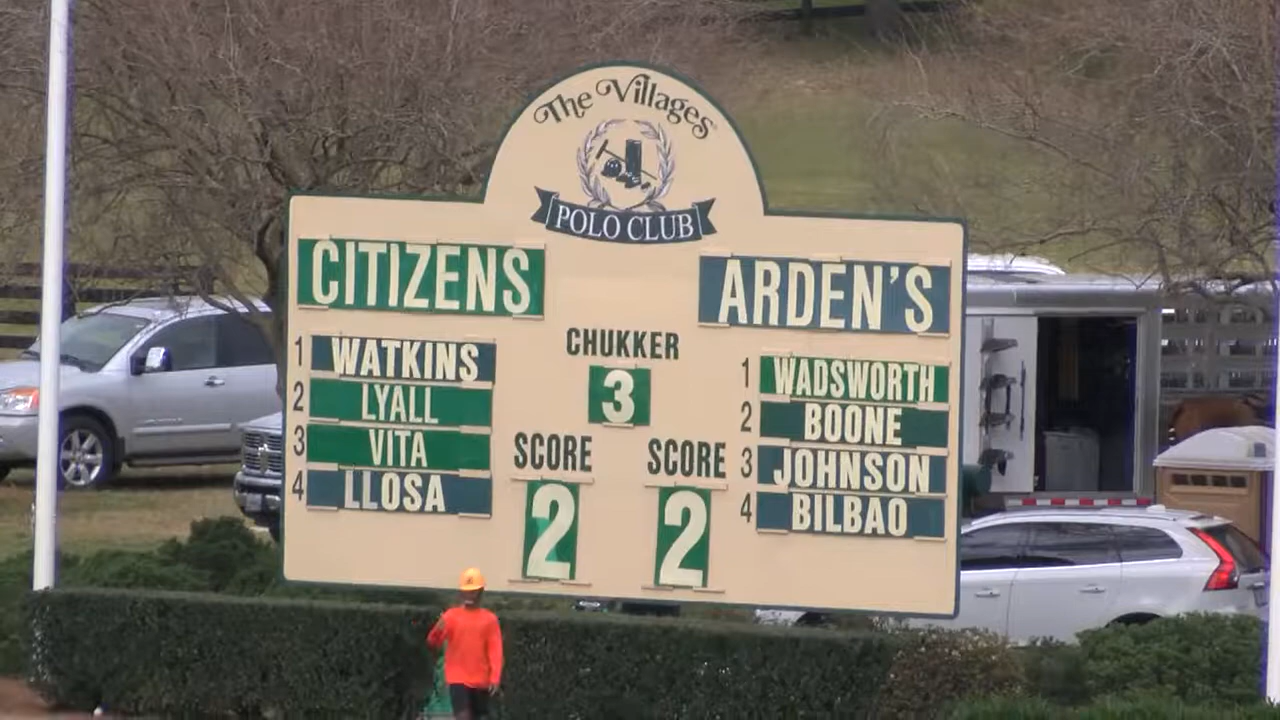 The Villages
POLO CLUB
CITIZENS
ARDEN'S
CHUKKER
3
1 WATKINS
2 LYALL
3 VITA
4 LLOSA
SCORE
2
SCORE
2
1 WADSWORTH
2 BOONE
3 JOHNSON
4 BILBAO